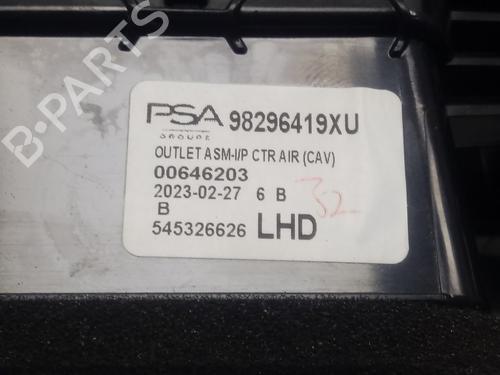 PSA 98296419XU
GROUPE
OUTLET ASM-I/P CTR AIR (CAV)
00646203
2023-02-27 6 B
B
545326626 LHD
32
B-PARTS